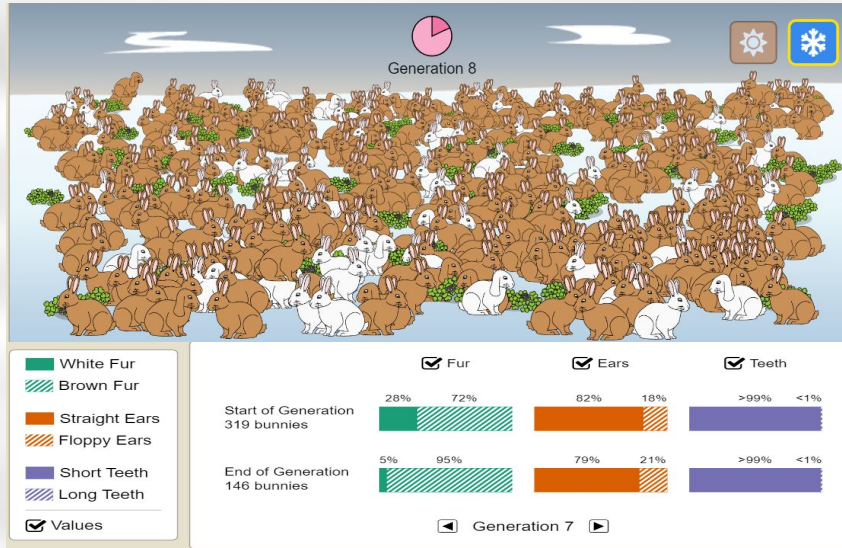 Generation 8
White Fur
Brown Fur
Straight Ears
Floppy Ears
Short Teeth
Long Teeth
Values
Fur Ears Teeth
28% 72% 82% 18% >99% <1%
Start of Generation
319 bunnies
5% 95% 79% 21% >99% <1%
End of Generation
146 bunnies
Generation 7